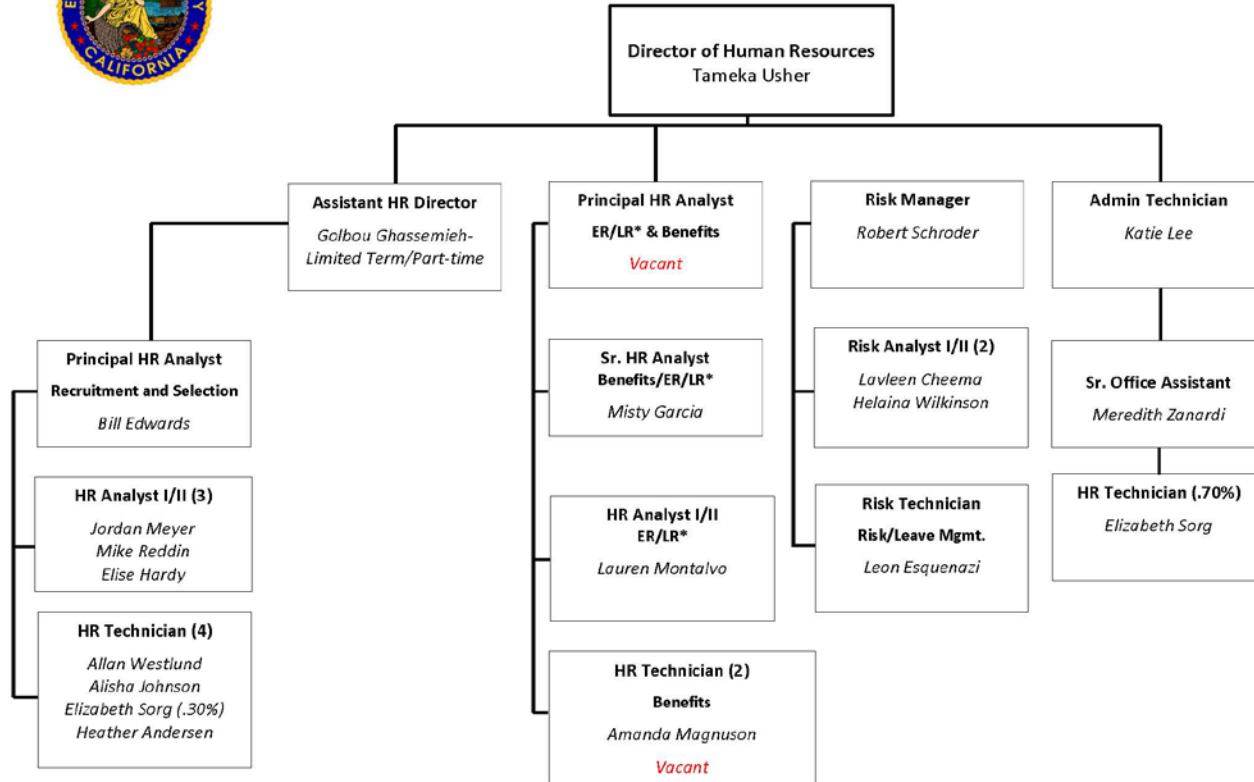 CALIFORNIA
Director of Human Resources
Tameka Usher
Assistant HR Director
Golbou Ghassemieh-
Limited Term/Part-time
Principal HR Analyst
ER/LR* & Benefits
Vacant
Risk Manager
Robert Schroder
Admin Technician
Katie Lee
Principal HR Analyst
Recruitment and Selection
Bill Edwards
Sr. HR Analyst
Benefits/ER/LR*
Misty Garcia
Risk Analyst I/II (2)
Lavleen Cheema
Helaina Wilkinson
Sr. Office Assistant
Meredith Zanardi
HR Analyst I/II (3)
Jordan Meyer
Mike Reddin
Elise Hardy
HR Analyst I/II
ER/LR*
Lauren Montalvo
Risk Technician
Risk/Leave Mgmt.
Leon Esquenazi
HR Technician (.70%)
Elizabeth Sorg
HR Technician (4)
Allan Westlund
Alisha Johnson
Elizabeth Sorg (.30%)
Heather Andersen
HR Technician (2)
Benefits
Amanda Magnuson
Vacant